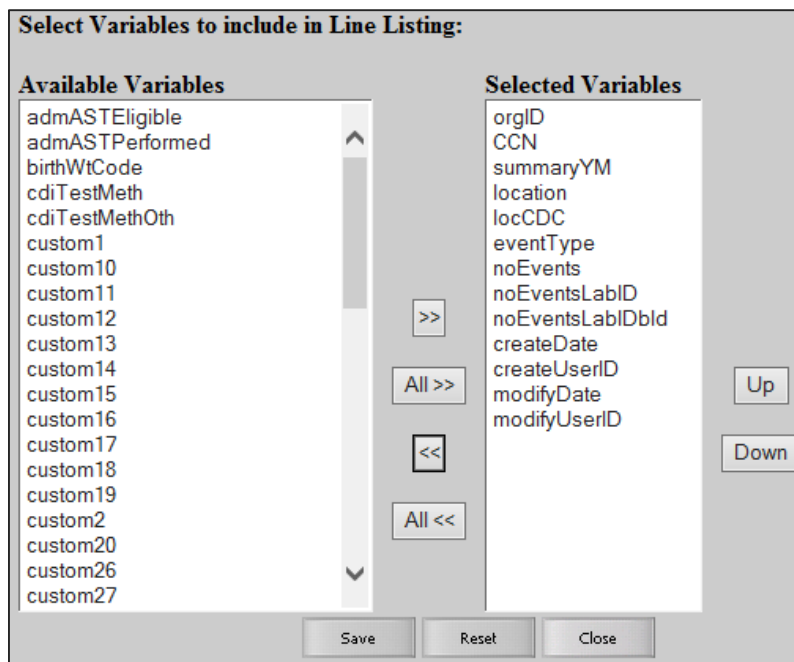 Select Variables to include in Line Listing:
Available Variables
admASTEligible
admASTPerformed
birthWtCode
cdiTestMeth
cdiTestMethOth
custom1
custom10
custom11
custom12
custom13
custom14
custom15
custom16
custom17
custom18
custom19
custom2
custom20
custom26
custom27
>>
All >>
<<
All <<
Selected Variables
orgID
CCN
summaryYM
location
locCDC
eventType
noEvents
noEventsLabID
noEventsLabIDbld
createDate
createUserID
modifyDate
modifyUserID
Up
Down
Save Reset Close